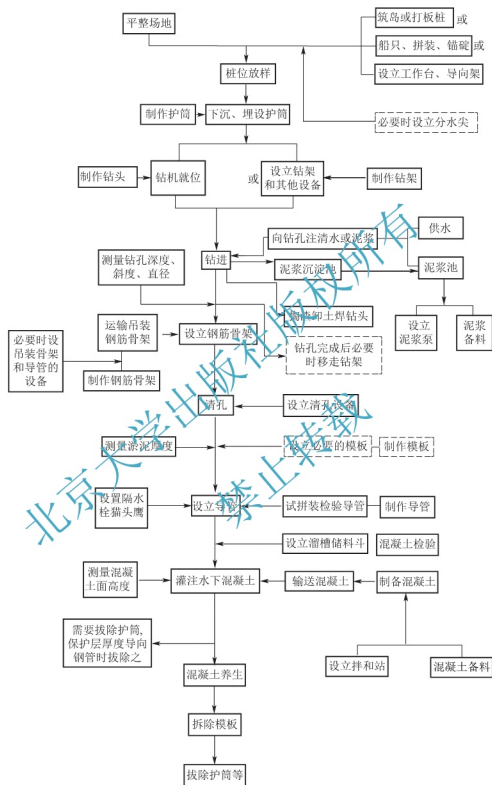 平整场地
筑岛或打板桩
或
船只、拼装、锚碇
或
设立工作台、导向架
桩位放样
制作护筒
下沉、埋设护筒
必要时设立分水尖
制作钻头
钻机就位
或
设立钻架
和其他设备
制作钻架
向钻孔注清水或泥浆
供水
测量钻孔深度、
斜度、直径
钻进
泥浆沉淀池
泥浆池
卸土焊钻头
设立
泥浆泵
泥浆
备料
必要时设
吊装骨架
和导管的
设备
运输吊装
钢筋骨架
设立钢筋骨架
钻孔完成后必要
时移走钻架
制作钢筋骨架
清孔
设立清孔设备
测量淤泥厚度
设立必要的模板
制作模板
设置隔水
栓猫头鹰
设立导管
试拼装检验导管
制作导管
设立溜槽储料斗
混凝土检验
测量混凝
土面高度
灌注水下混凝土
输送混凝土
制备混凝土
需要拔除护筒,
保护层厚度导向
钢管时拔除之
设立拌和站
混凝土备料
混凝土养生
拆除模板
拔除护筒等
北京大学出版社版权所有
禁止转载